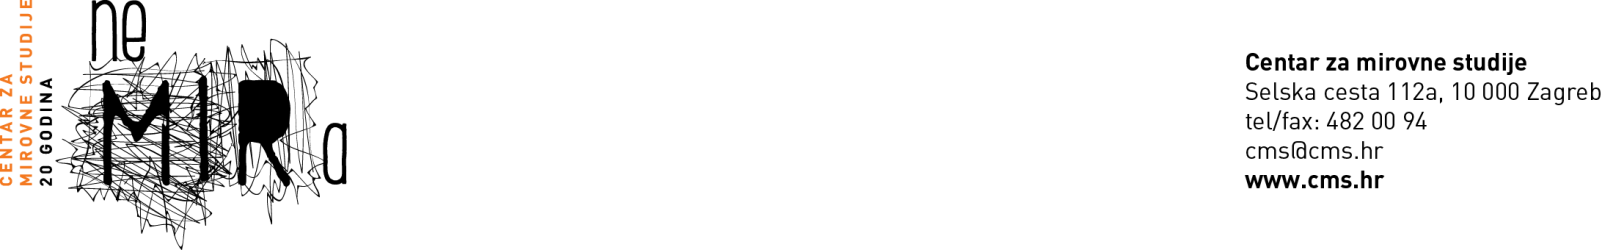 CENTAR ZA
MIROVNE STUDIJE
20 GODINA
ne
MIR
a
Centar za mirovne studije
Selska cesta 112a, 10 000 Zagreb
tel/fax: 482 00 94
cms@cms.hr
www.cms.hr